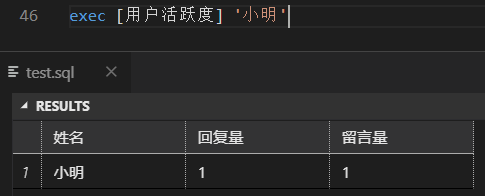 46 exec [用户活跃度] '小明'
test.sql
RESULTS
姓名 回复量 留言量
1 小明 1 1